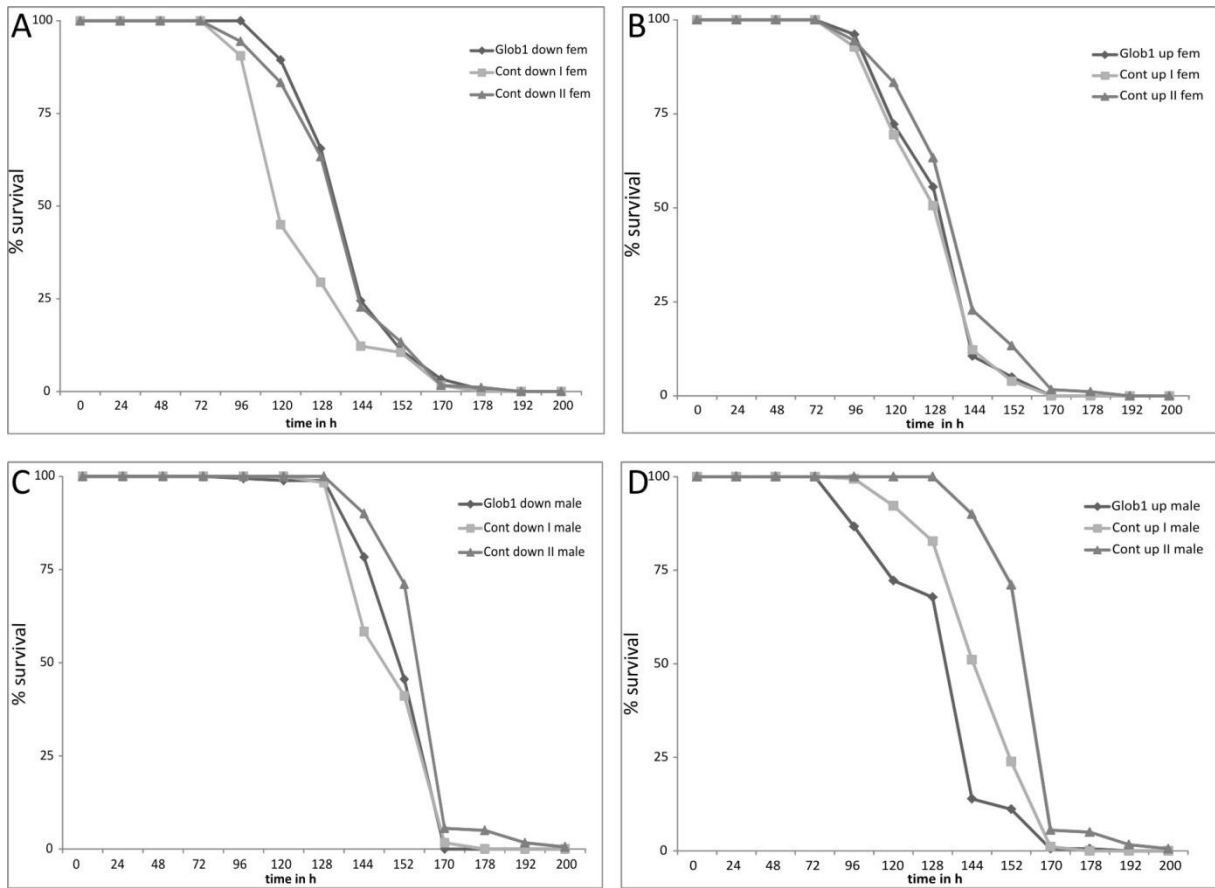 A
Glob1 down fem
Cont down I fem
Cont down II fem
% survival
100
75
50
25
0
0 24 48 72 96 120 128 144 152 170 178 192 200
time in h
B
Glob1 up fem
Cont up I fem
Cont up II fem
% survival
100
75
50
25
0
0 24 48 72 96 120 128 144 152 170 178 192 200
time in h
C
Glob1 down male
Cont down I male
Cont down II male
% survival
100
75
50
25
0
0 24 48 72 96 120 128 144 152 170 178 192 200
time in h
D
Glob1 up male
Cont up I male
Cont up II male
% survival
100
75
50
25
0
0 24 48 72 96 120 128 144 152 170 178 192 200
time in h